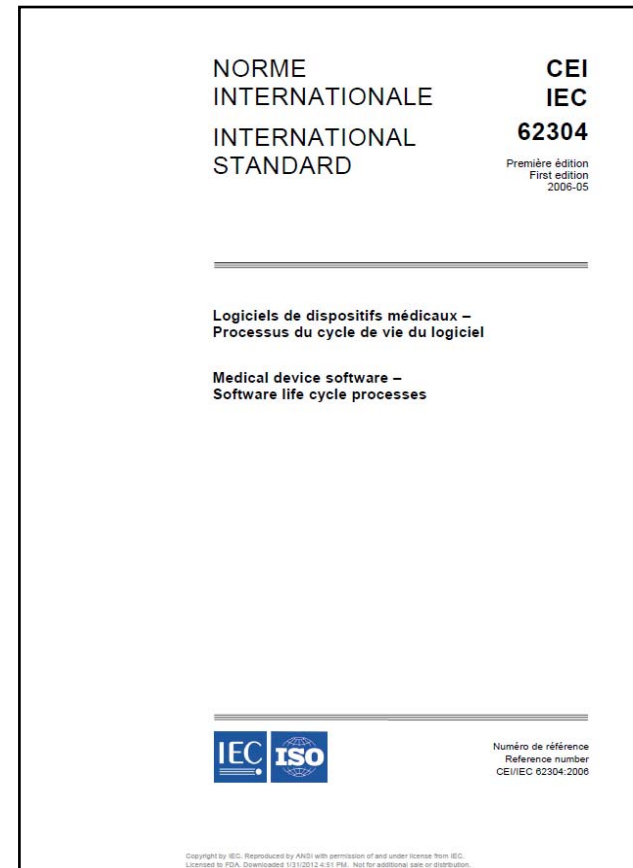 NORME
INTERNATIONALE
INTERNATIONAL
STANDARD
CEI
IEC
62304
Première édition
First edition
2006-05
Logiciels de dispositifs médicaux –
Processus du cycle de vie du logiciel
Medical device software –
Software life cycle processes
IEC
ISO
Numéro de référence
Reference number
CEI/IEC 62304:2006
Copyright by IEC. Reproduced by ANSI with permission of and under license from IEC.
Licensed to FDA. Downloaded 1/31/2012 4:51 PM. Not for additional sale or distribution.